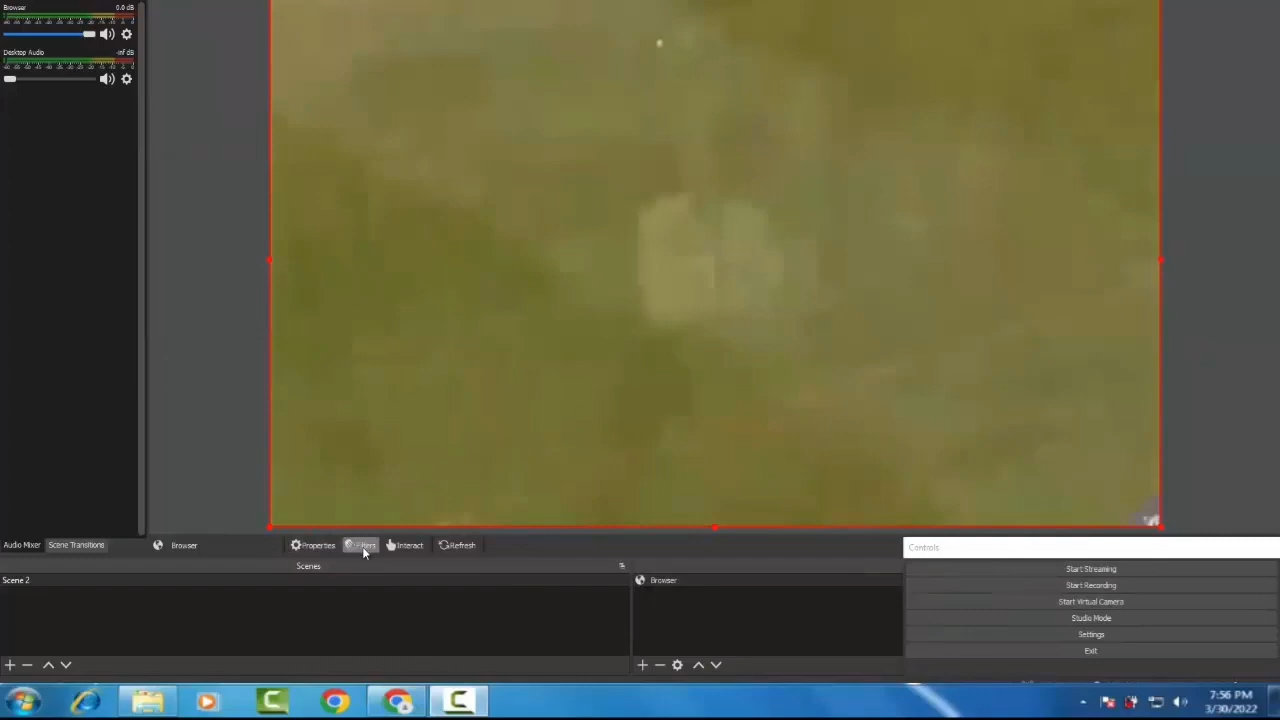 Browser 0.0 dB
Desktop Audio -inf dB
Audio Mixer Scene Transitions Browser Properties Filters Interact Refresh
Controls
Scenes
Start Streaming
Scene 2 Browser
Start Recording
Start Virtual Camera
Studio Mode
Settings
Exit
7:56 PM
3/30/2022